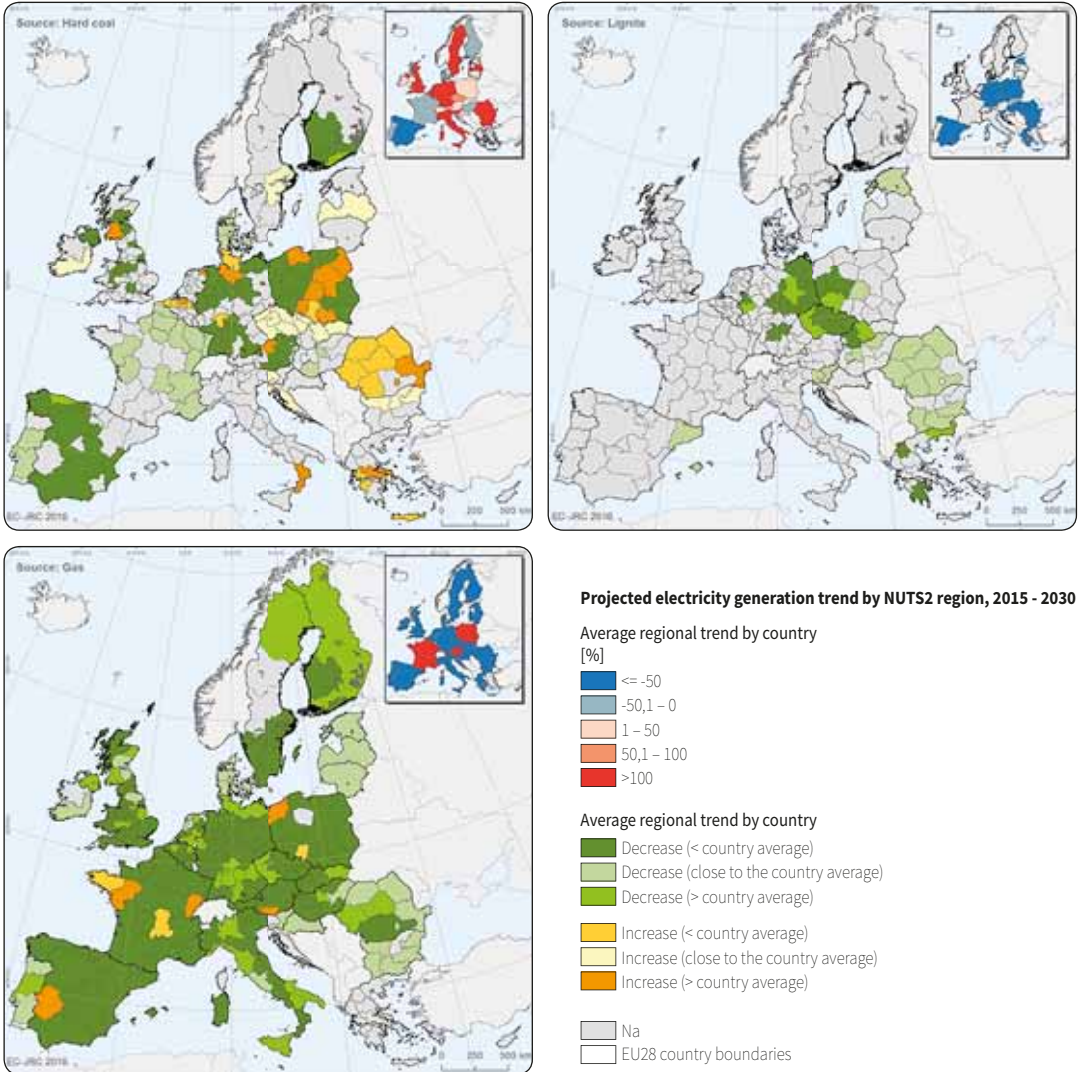 Source: Hard coal
EC-JRC 2016
0 250 500 km
Source: Lignite
EC-JRC 2016
0 250 500 km
Source: Gas
EC-JRC 2016
0 250 500 km
Projected electricity generation trend by NUTS2 region, 2015 - 2030
Average regional trend by country
[%]
<= -50
-50,1 – 0
1 – 50
50,1 – 100
>100
Average regional trend by country
Decrease (< country average)
Decrease (close to the country average)
Decrease (> country average)
Increase (< country average)
Increase (close to the country average)
Increase (> country average)
Na
EU28 country boundaries